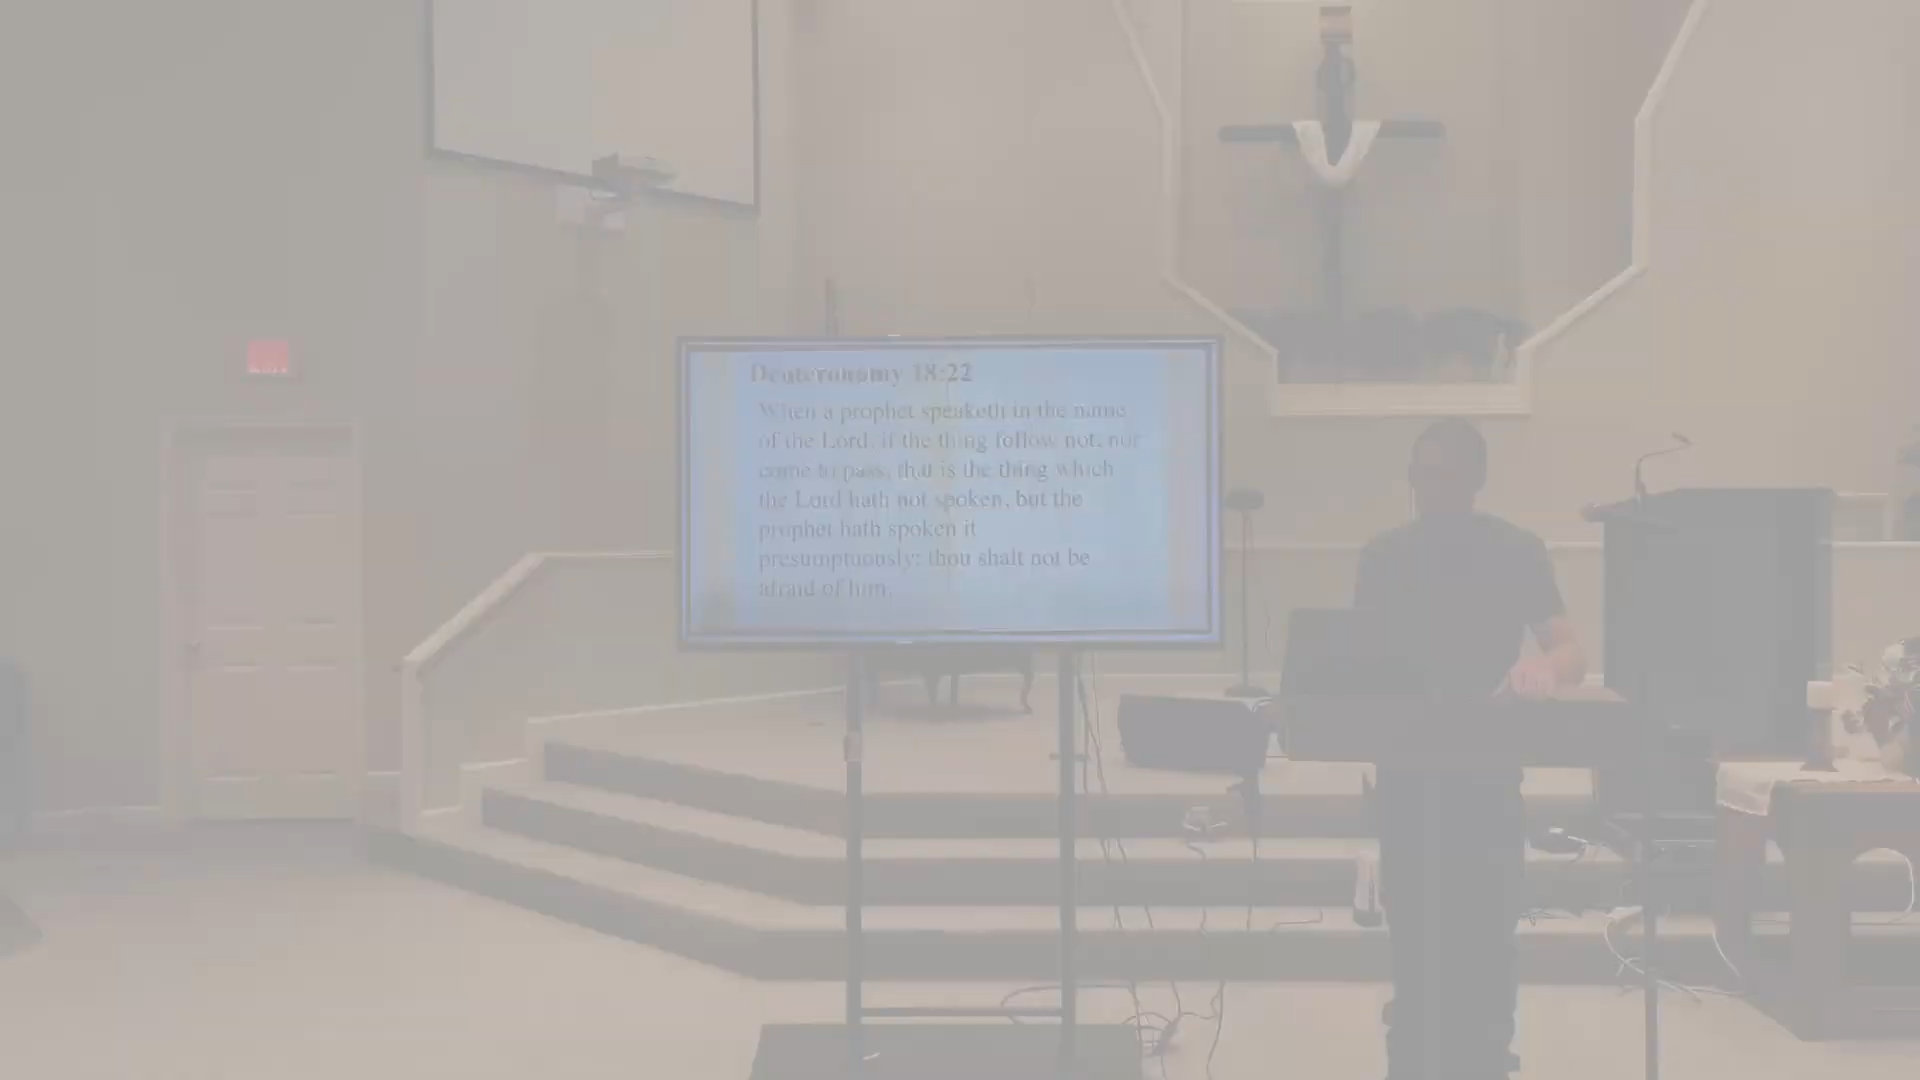 Deuteronomy 18:22
When a prophet speaketh in the name
of the Lord, if the thing follow not, nor
come to pass, that is the thing which
the Lord hath not spoken, but the
prophet hath spoken it
presumptuously: thou shalt not be
afraid of him.